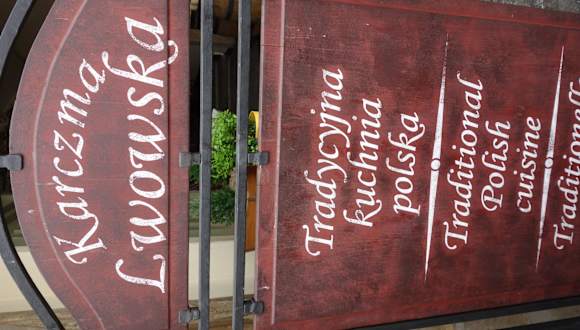 Karczma
Lwowska
Tradycyjna
kuchnia
polska
Traditional
Polish
cuisine